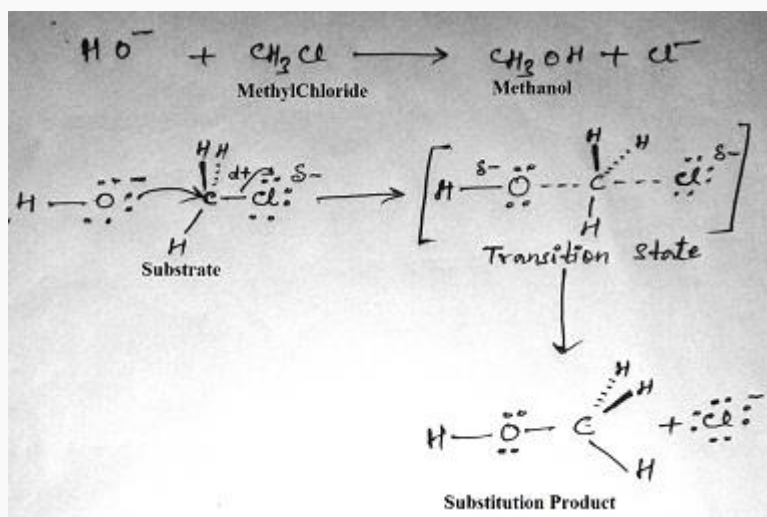 HO⁻ + CH₃Cl ⟶ CH₃OH + Cl⁻
MethylChloride Methanol
H H H H
H—O:⁻ d+ C—Cl: δ− ⟶ [H—O δ− --- C --- Cl: δ−]
H H
Substrate Transition State
H
H
H—O—C + :Cl:⁻
H
Substitution Product